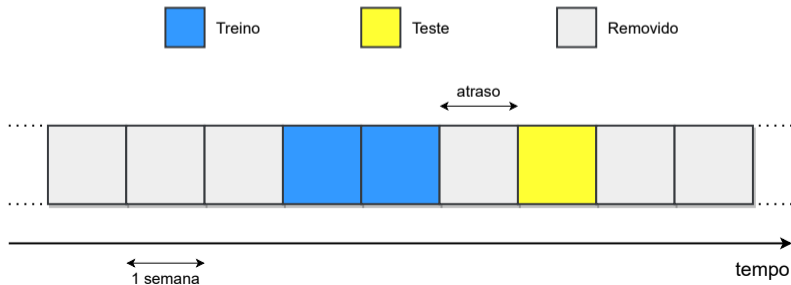 Treino
Teste
Removido
atraso
tempo
1 semana